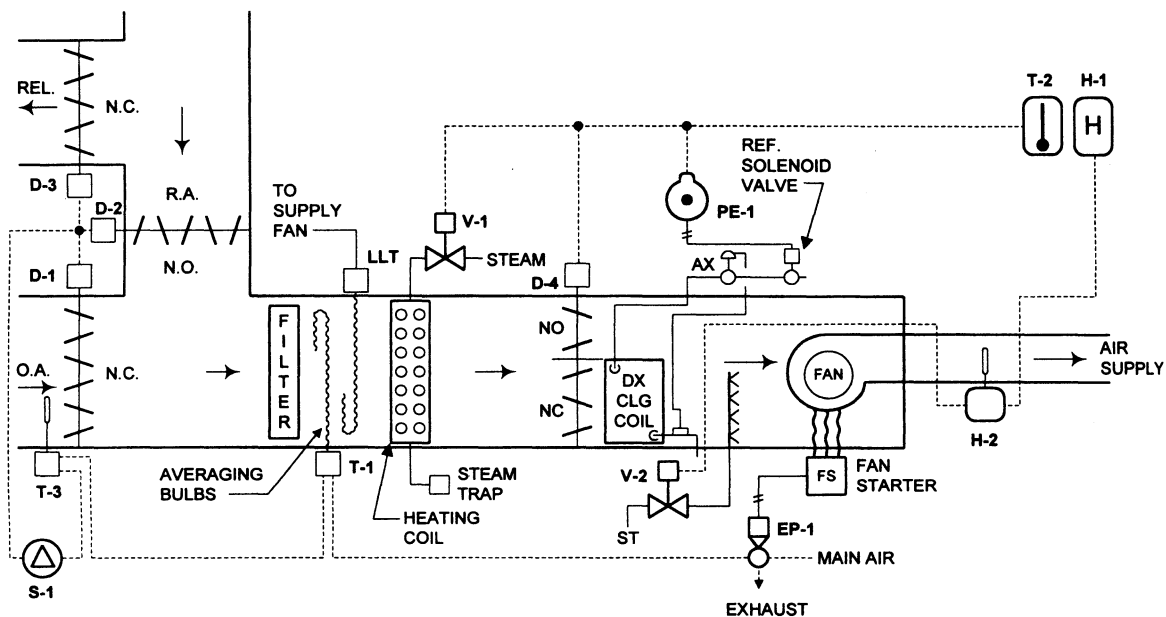 T-2
H-1
H
REL.
N.C.
D-3
R.A.
D-2
N.O.
D-1
TO
SUPPLY
FAN
LLT
V-1
STEAM
PE-1
REF.
SOLENOID
VALVE
AX
D-4
NO
NC
O.A.
N.C.
FILTER
DX
CLG
COIL
FAN
AIR
SUPPLY
H-2
T-3
AVERAGING
BULBS
T-1
STEAM
TRAP
HEATING
COIL
V-2
ST
FS
FAN
STARTER
EP-1
MAIN AIR
EXHAUST
S-1